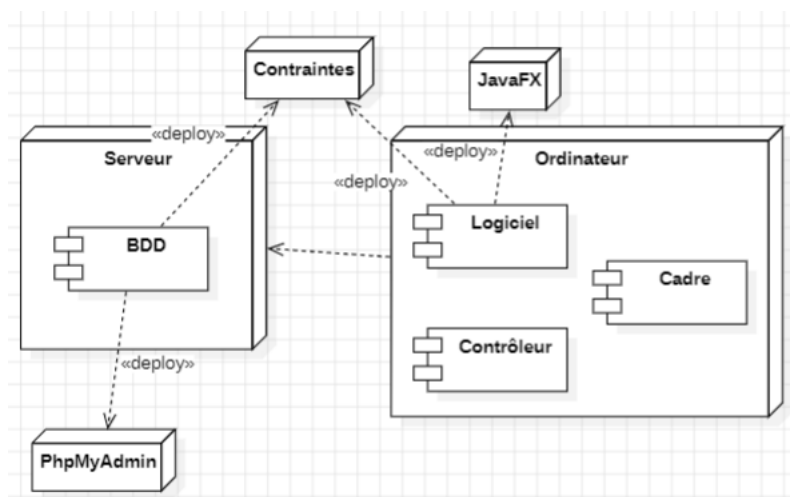 Contraintes
JavaFX
«deploy»
«deploy»
Serveur
Ordinateur
«deploy»
Logiciel
BDD
Cadre
Contrôleur
«deploy»
PhpMyAdmin